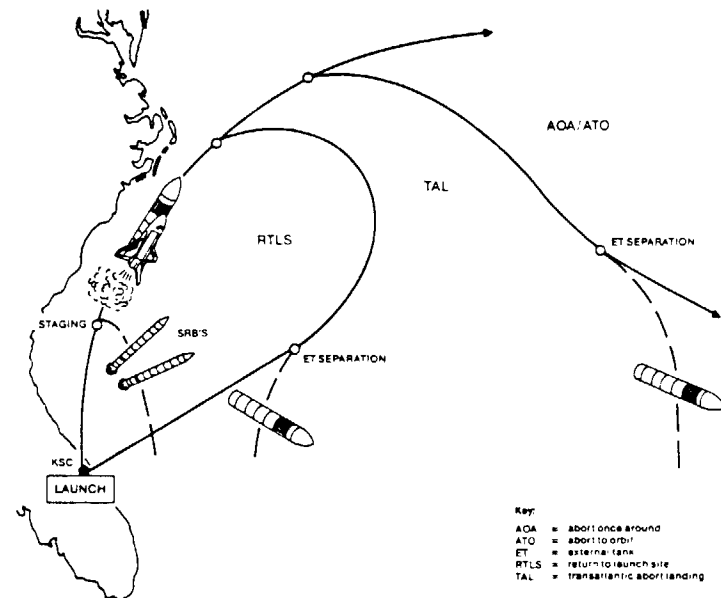 AOA/ATO
TAL
RTLS
ET SEPARATION
STAGING
SRB'S
ET SEPARATION
KSC
LAUNCH
Key:
AOA = abort once around
ATO = abort to orbit
ET = external tank
RTLS = return to launch site
TAL = transatlantic abort landing